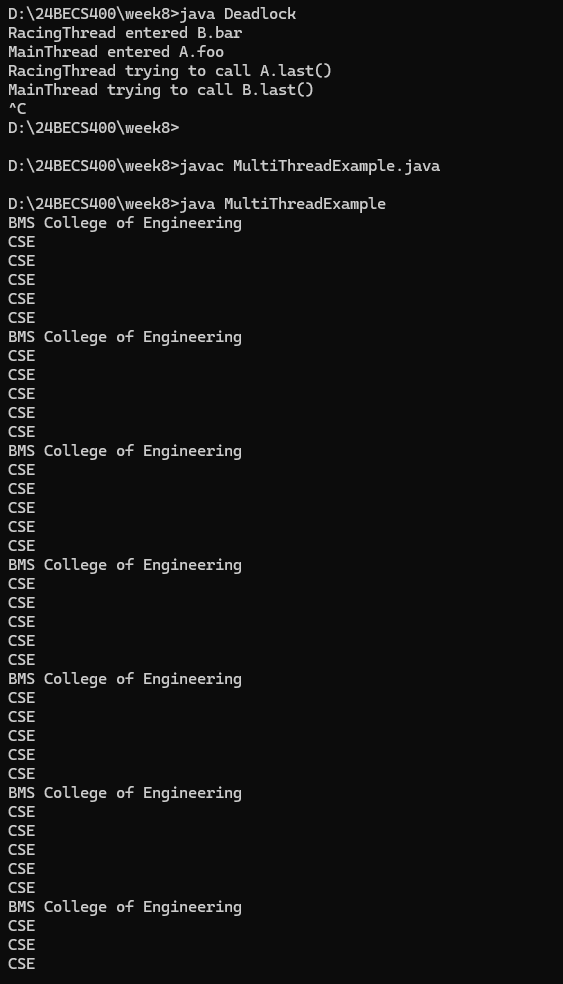 D:\24BECS400\week8>java Deadlock
RacingThread entered B.bar
MainThread entered A.foo
RacingThread trying to call A.last()
MainThread trying to call B.last()
^C
D:\24BECS400\week8>
D:\24BECS400\week8>javac MultiThreadExample.java
D:\24BECS400\week8>java MultiThreadExample
BMS College of Engineering
CSE
CSE
CSE
CSE
CSE
BMS College of Engineering
CSE
CSE
CSE
CSE
CSE
BMS College of Engineering
CSE
CSE
CSE
CSE
CSE
BMS College of Engineering
CSE
CSE
CSE
CSE
CSE
BMS College of Engineering
CSE
CSE
CSE
CSE
CSE
BMS College of Engineering
CSE
CSE
CSE
CSE
CSE
BMS College of Engineering
CSE
CSE
CSE